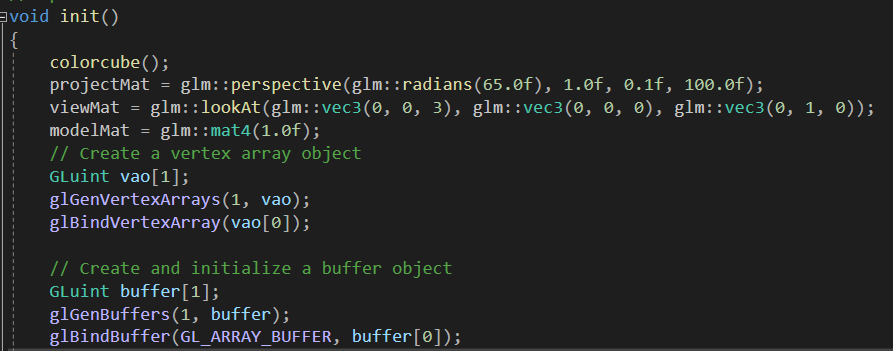 void init()
{
colorcube();
projectMat = glm::perspective(glm::radians(65.0f), 1.0f, 0.1f, 100.0f);
viewMat = glm::lookAt(glm::vec3(0, 0, 3), glm::vec3(0, 0, 0), glm::vec3(0, 1, 0));
modelMat = glm::mat4(1.0f);
// Create a vertex array object
GLuint vao[1];
glGenVertexArrays(1, vao);
glBindVertexArray(vao[0]);
// Create and initialize a buffer object
GLuint buffer[1];
glGenBuffers(1, buffer);
glBindBuffer(GL_ARRAY_BUFFER, buffer[0]);